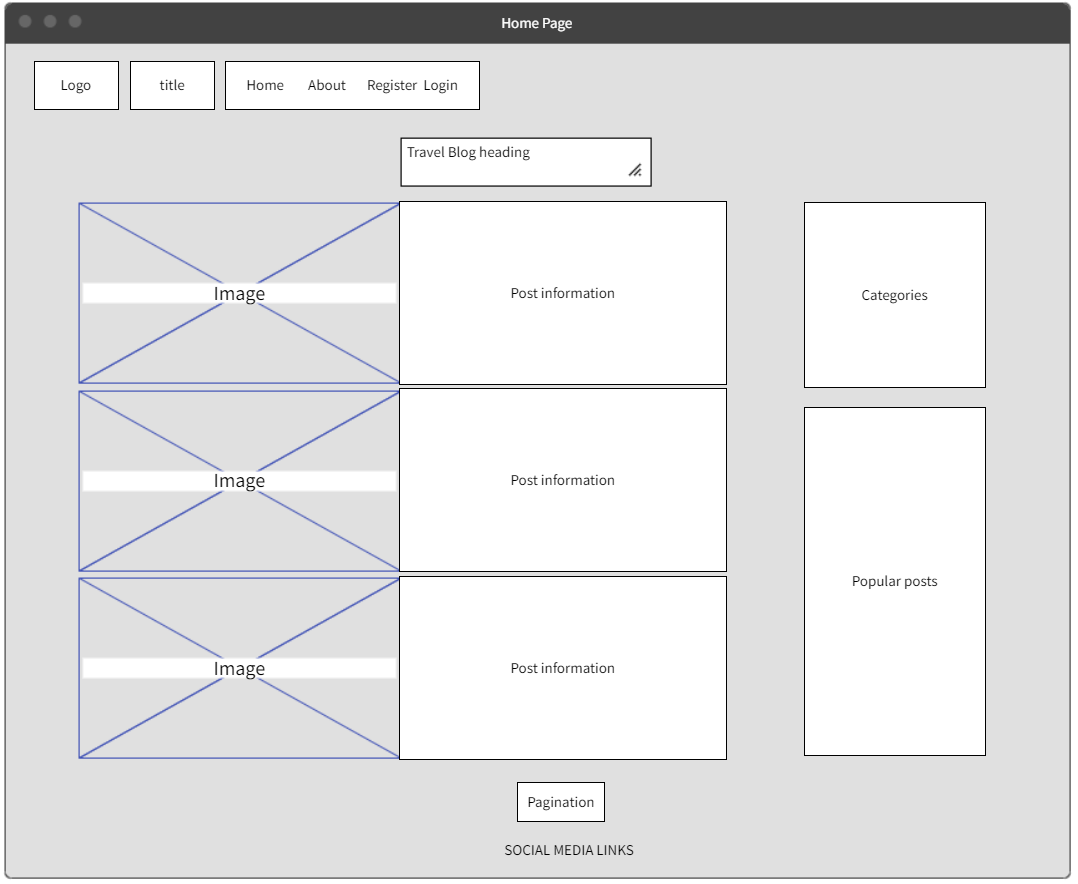 Home Page
Logo
title
Home About Register Login
Travel Blog heading
Image
Post information
Categories
Image
Post information
Popular posts
Image
Post information
Pagination
SOCIAL MEDIA LINKS